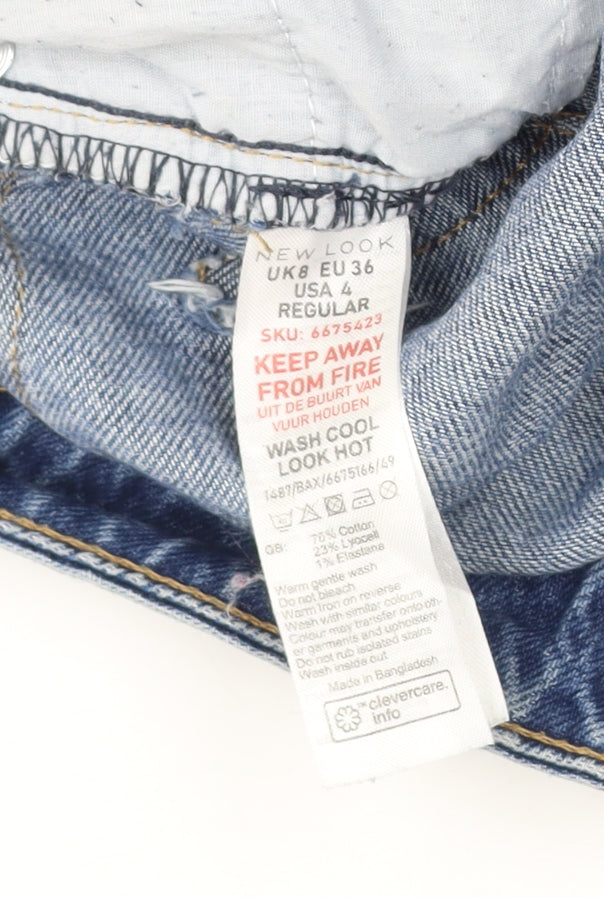 NEW LOOK
UK8 EU 36
USA 4
REGULAR
SKU: 6675423
KEEP AWAY
FROM FIRE
UIT DE BUURT VAN
VUUR HOUDEN
WASH COOL
LOOK HOT
1487/BAX/6675166/49
GB: 76% Cotton
23% Lyocell
1% Elastane
Warm gentle wash
Do not bleach
Warm Iron on reverse
Wash with similar colours
Colour may transfer onto oth-
er garments and upholstery
Do not rub isolated stains
Wash inside out
Made in Bangladesh
™clevercare.
info